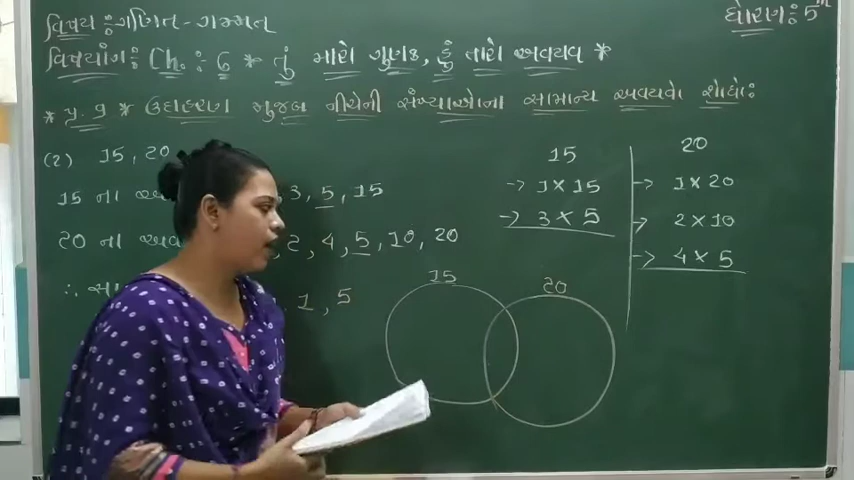 વિષય : ગણિત - ગમ્મત
ધોરણ : 5th
વિષયાંગ : Ch. : 6 * તું મારો ગુણક, હું તારો અવયવ *
* પ્ર. 1 * ઉદાહરણ મુજબ નીચેની સંખ્યાઓના સામાન્ય અવયવો શોધો :
(2) 15, 20
15 ના 3, 5, 15
20 ના અવ 2, 4, 5, 10, 20
∴ સા 1, 5
15
-> 1 x 15
-> 3 x 5
20
-> 1 x 20
-> 2 x 10
-> 4 x 5
15
20